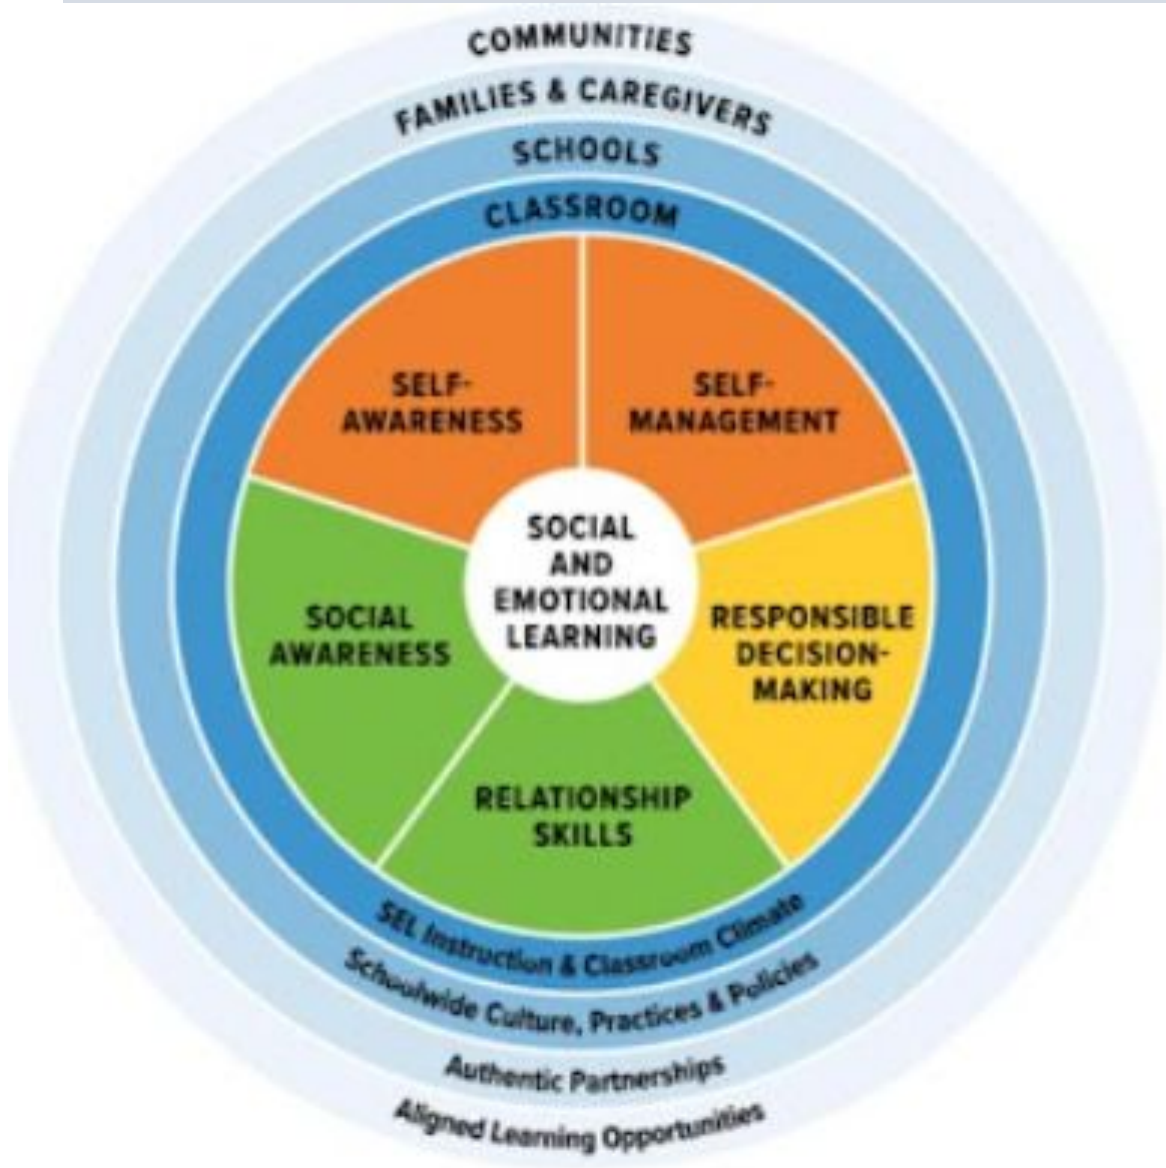 COMMUNITIES
FAMILIES & CAREGIVERS
SCHOOLS
CLASSROOM
SELF-
AWARENESS
SELF-
MANAGEMENT
SOCIAL
AND
EMOTIONAL
LEARNING
SOCIAL
AWARENESS
RESPONSIBLE
DECISION-
MAKING
RELATIONSHIP
SKILLS
SEL Instruction & Classroom Climate
Schoolwide Culture, Practices & Policies
Authentic Partnerships
Aligned Learning Opportunities